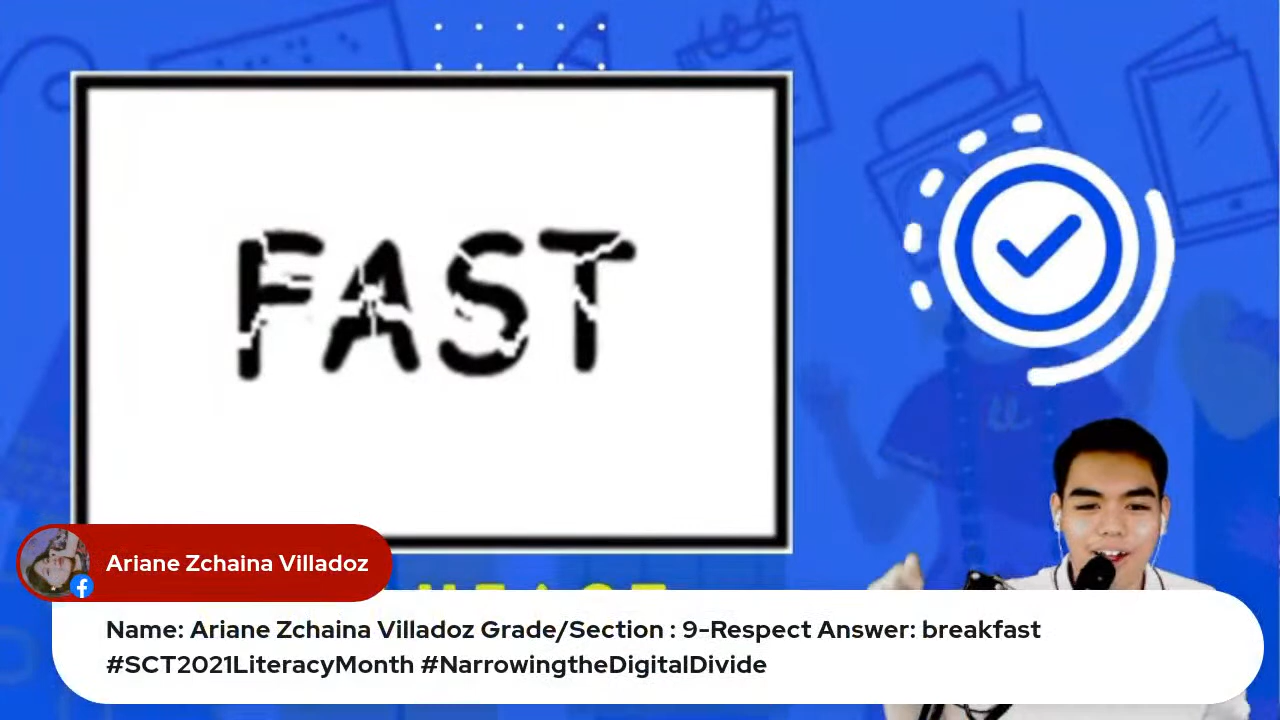 FAST
Ariane Zchaina Villadoz
Name: Ariane Zchaina Villadoz Grade/Section : 9-Respect Answer: breakfast
#SCT2021LiteracyMonth #NarrowingtheDigitalDivide